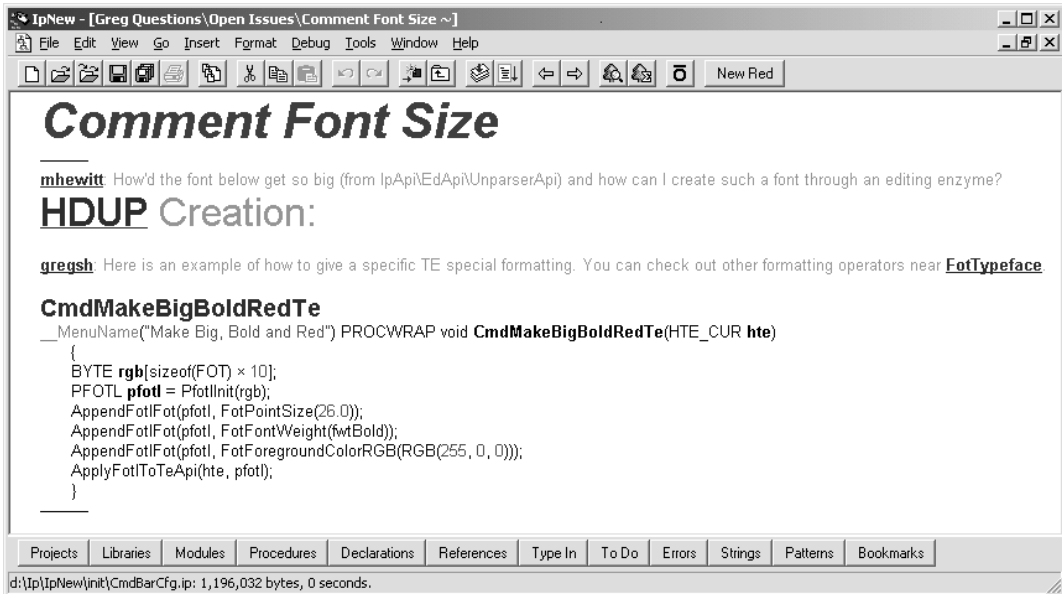 IpNew - [Greg Questions\Open Issues\Comment Font Size ~]
File Edit View Go Insert Format Debug Tools Window Help
New Red
Comment Font Size
mhewitt: How'd the font below get so big (from IpApi\EdApi\UnparserApi) and how can I create such a font through an editing enzyme?
HDUP Creation:
gregsh: Here is an example of how to give a specific TE special formatting. You can check out other formatting operators near FotTypeface.
CmdMakeBigBoldRedTe
__MenuName("Make Big, Bold and Red") PROCWRAP void CmdMakeBigBoldRedTe(HTE_CUR hte)
{
BYTE rgb[sizeof(FOT) × 10];
PFOTL pfotl = PfotlInit(rgb);
AppendFotlFot(pfotl, FotPointSize(26.0));
AppendFotlFot(pfotl, FotFontWeight(fwtBold));
AppendFotlFot(pfotl, FotForegroundColorRGB(RGB(255, 0, 0)));
ApplyFotlToTeApi(hte, pfotl);
}
Projects Libraries Modules Procedures Declarations References Type In To Do Errors Strings Patterns Bookmarks
d:\Ip\IpNew\init\CmdBarCfg.ip: 1,196,032 bytes, 0 seconds.